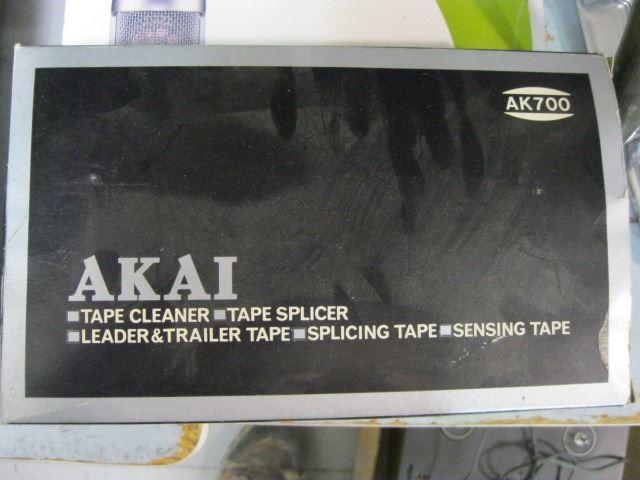 AK700
AKAI
■TAPE CLEANER ■TAPE SPLICER
■LEADER&TRAILER TAPE ■SPLICING TAPE ■SENSING TAPE